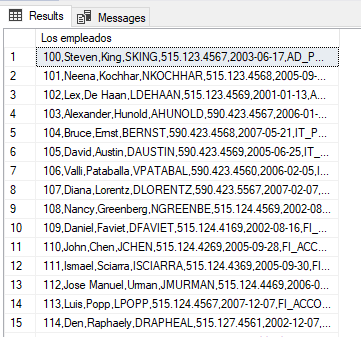 Results Messages
Los empleados
1 100,Steven,King,SKING,515.123.4567,2003-06-17,AD_P...
2 101,Neena,Kochhar,NKOCHHAR,515.123.4568,2005-09-...
3 102,Lex,De Haan,LDEHAAN,515.123.4569,2001-01-13,A...
4 103,Alexander,Hunold,AHUNOLD,590.423.4567,2006-01-...
5 104,Bruce,Ernst,BERNST,590.423.4568,2007-05-21,IT_P...
6 105,David,Austin,DAUSTIN,590.423.4569,2005-06-25,IT_...
7 106,Valli,Pataballa,VPATABAL,590.423.4560,2006-02-05,I...
8 107,Diana,Lorentz,DLORENTZ,590.423.5567,2007-02-07,...
9 108,Nancy,Greenberg,NGREENBE,515.124.4569,2002-08...
10 109,Daniel,Faviet,DFAVIET,515.124.4169,2002-08-16,FI_...
11 110,John,Chen,JCHEN,515.124.4269,2005-09-28,FI_ACC...
12 111,Ismael,Sciarra,ISCIARRA,515.124.4369,2005-09-30,FI...
13 112,Jose Manuel,Urman,JMURMAN,515.124.4469,2006-0...
14 113,Luis,Popp,LPOPP,515.124.4567,2007-12-07,FI_ACCO...
15 114,Den,Raphaely,DRAPHEAL,515.127.4561,2002-12-07,...